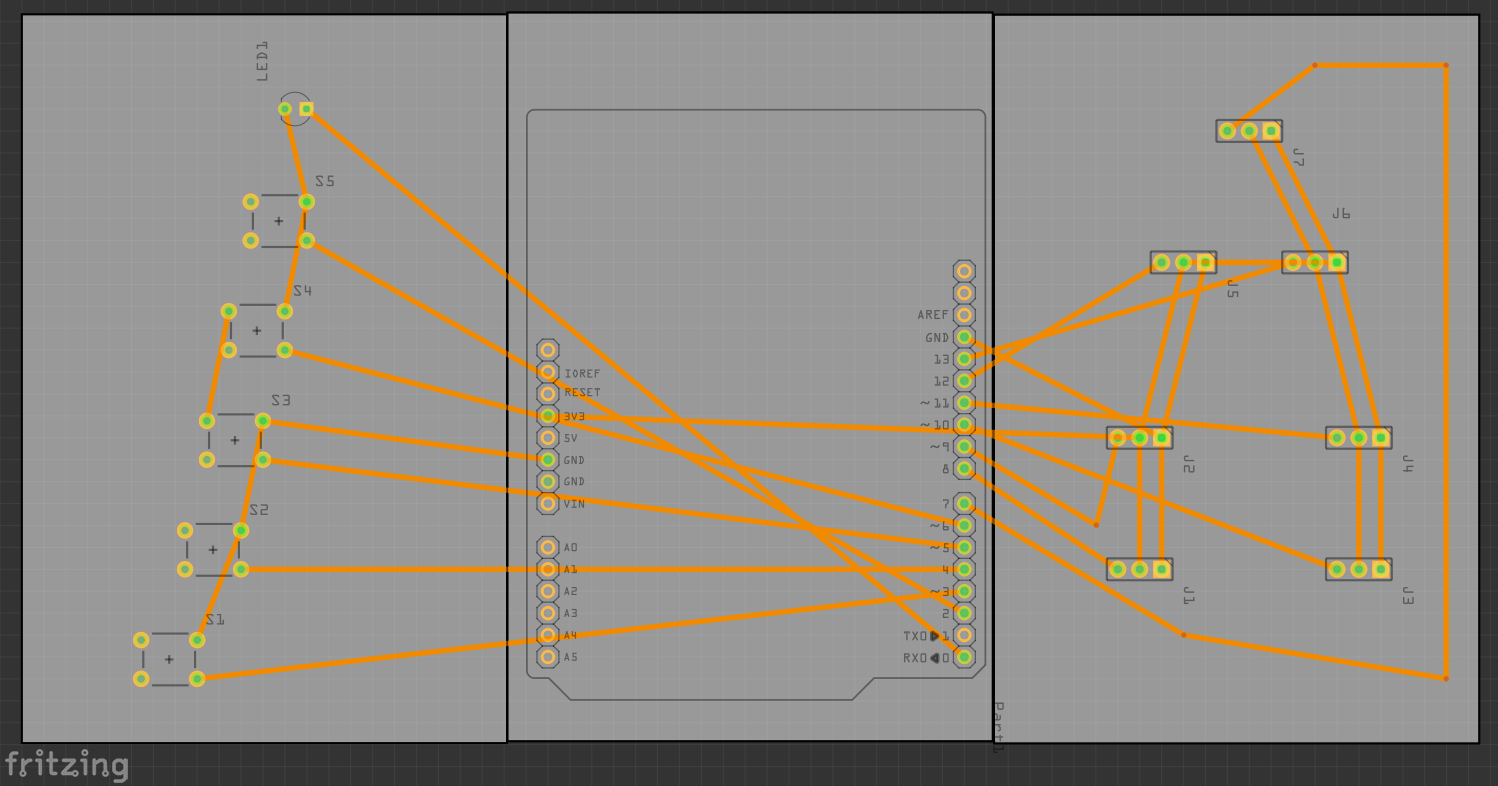 LED1
S5
S4
S3
S2
S1
IOREF
RESET
3V3
5V
GND
GND
VIN
A0
A1
A2
A3
A4
A5
AREF
GND
13
12
~11
~10
~9
8
7
~6
~5
4
~3
2
TX0▶1
RX0◀0
Part1
J7
J6
J5
J2
J4
J1
J3
fritzing